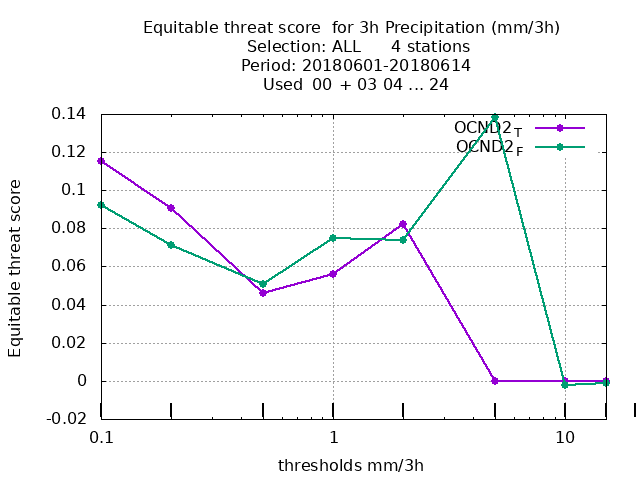 Equitable threat score  for 3h Precipitation (mm/3h)
Selection: ALL      4 stations
Period: 20180601-20180614
Used  00  + 03 04 ... 24
OCND2T
OCND2F
0.14
0.12
0.1
0.08
0.06
0.04
0.02
0
-0.02
Equitable threat score
0.1
1
10
thresholds mm/3h